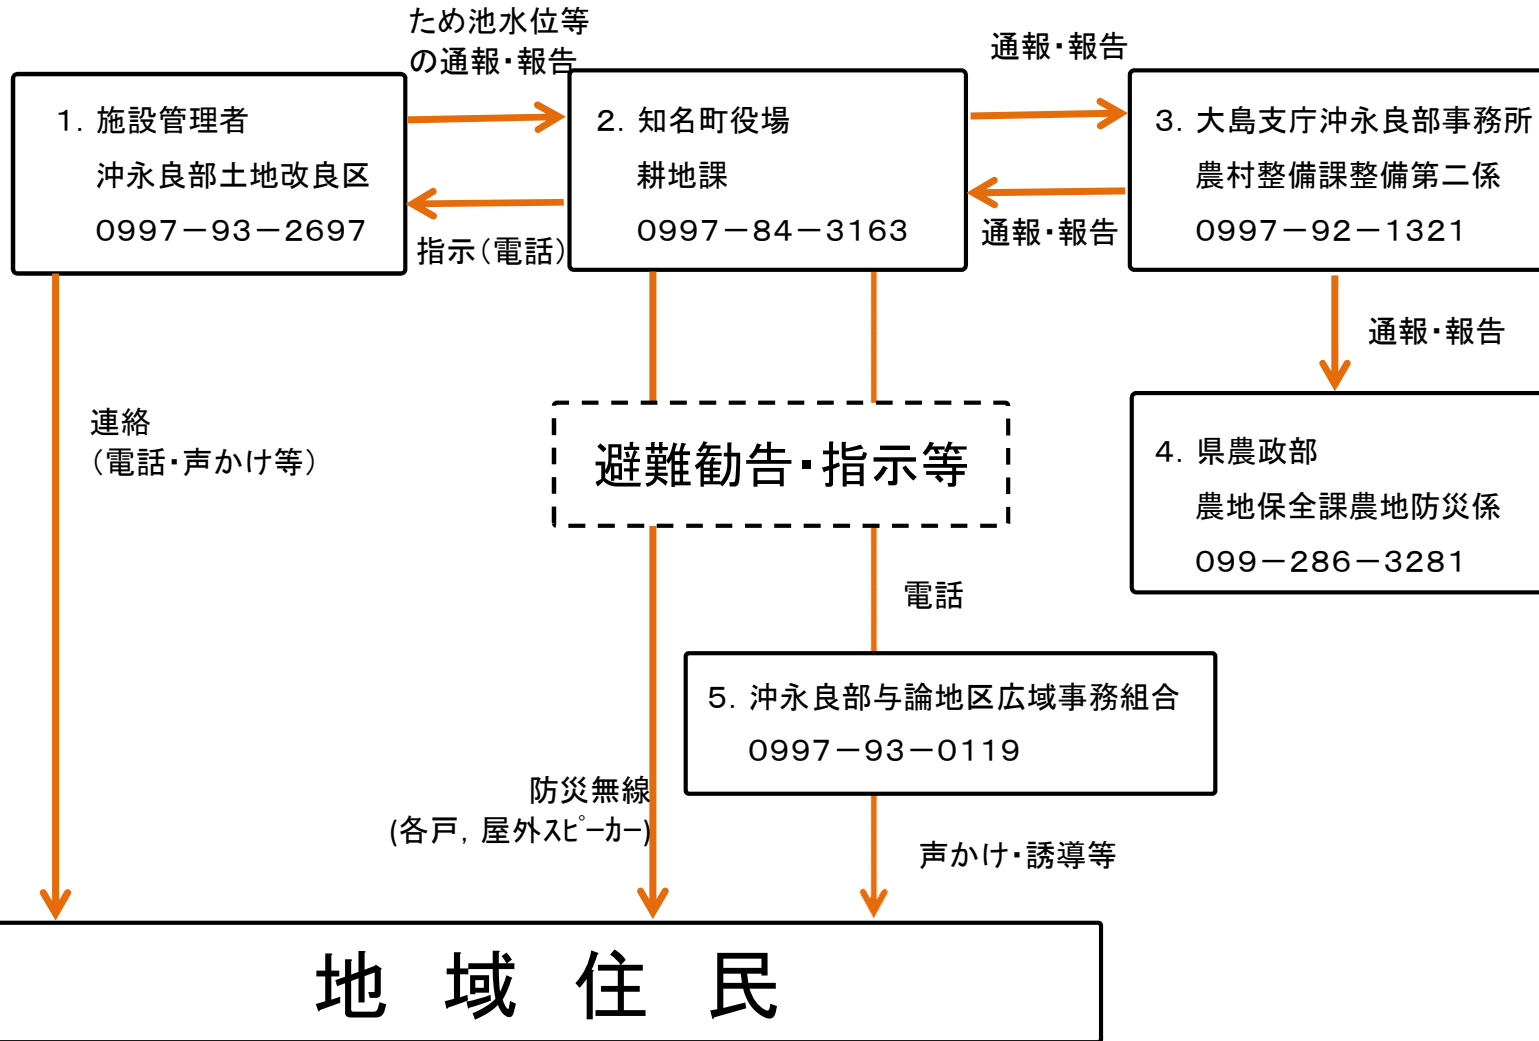 ため池水位等
の通報・報告
通報・報告
1. 施設管理者
沖永良部土地改良区
0997－93－2697
2. 知名町役場
耕地課
0997－84－3163
3. 大島支庁沖永良部事務所
農村整備課整備第二係
0997－92－1321
指示(電話)
通報・報告
通報・報告
連絡
(電話・声かけ等)
避難勧告・指示等
4. 県農政部
農地保全課農地防災係
099－286－3281
電話
5. 沖永良部与論地区広域事務組合
0997－93－0119
防災無線
(各戸, 屋外ｽﾋﾟｰｶｰ)
声かけ・誘導等
地 域 住 民